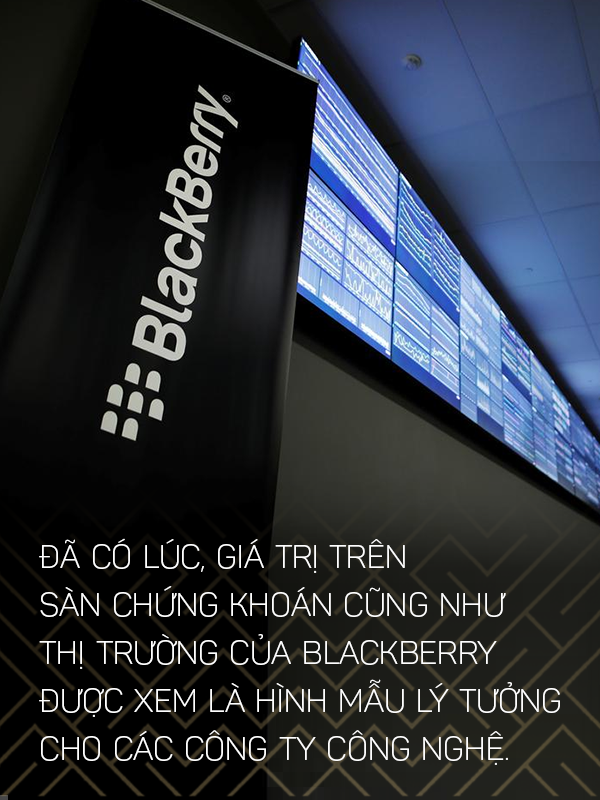 BlackBerry®
ĐÃ CÓ LÚC, GIÁ TRỊ TRÊN
SÀN CHỨNG KHOÁN CŨNG NHƯ
THỊ TRƯỜNG CỦA BLACKBERRY
ĐƯỢC XEM LÀ HÌNH MẪU LÝ TƯỞNG
CHO CÁC CÔNG TY CÔNG NGHỆ.